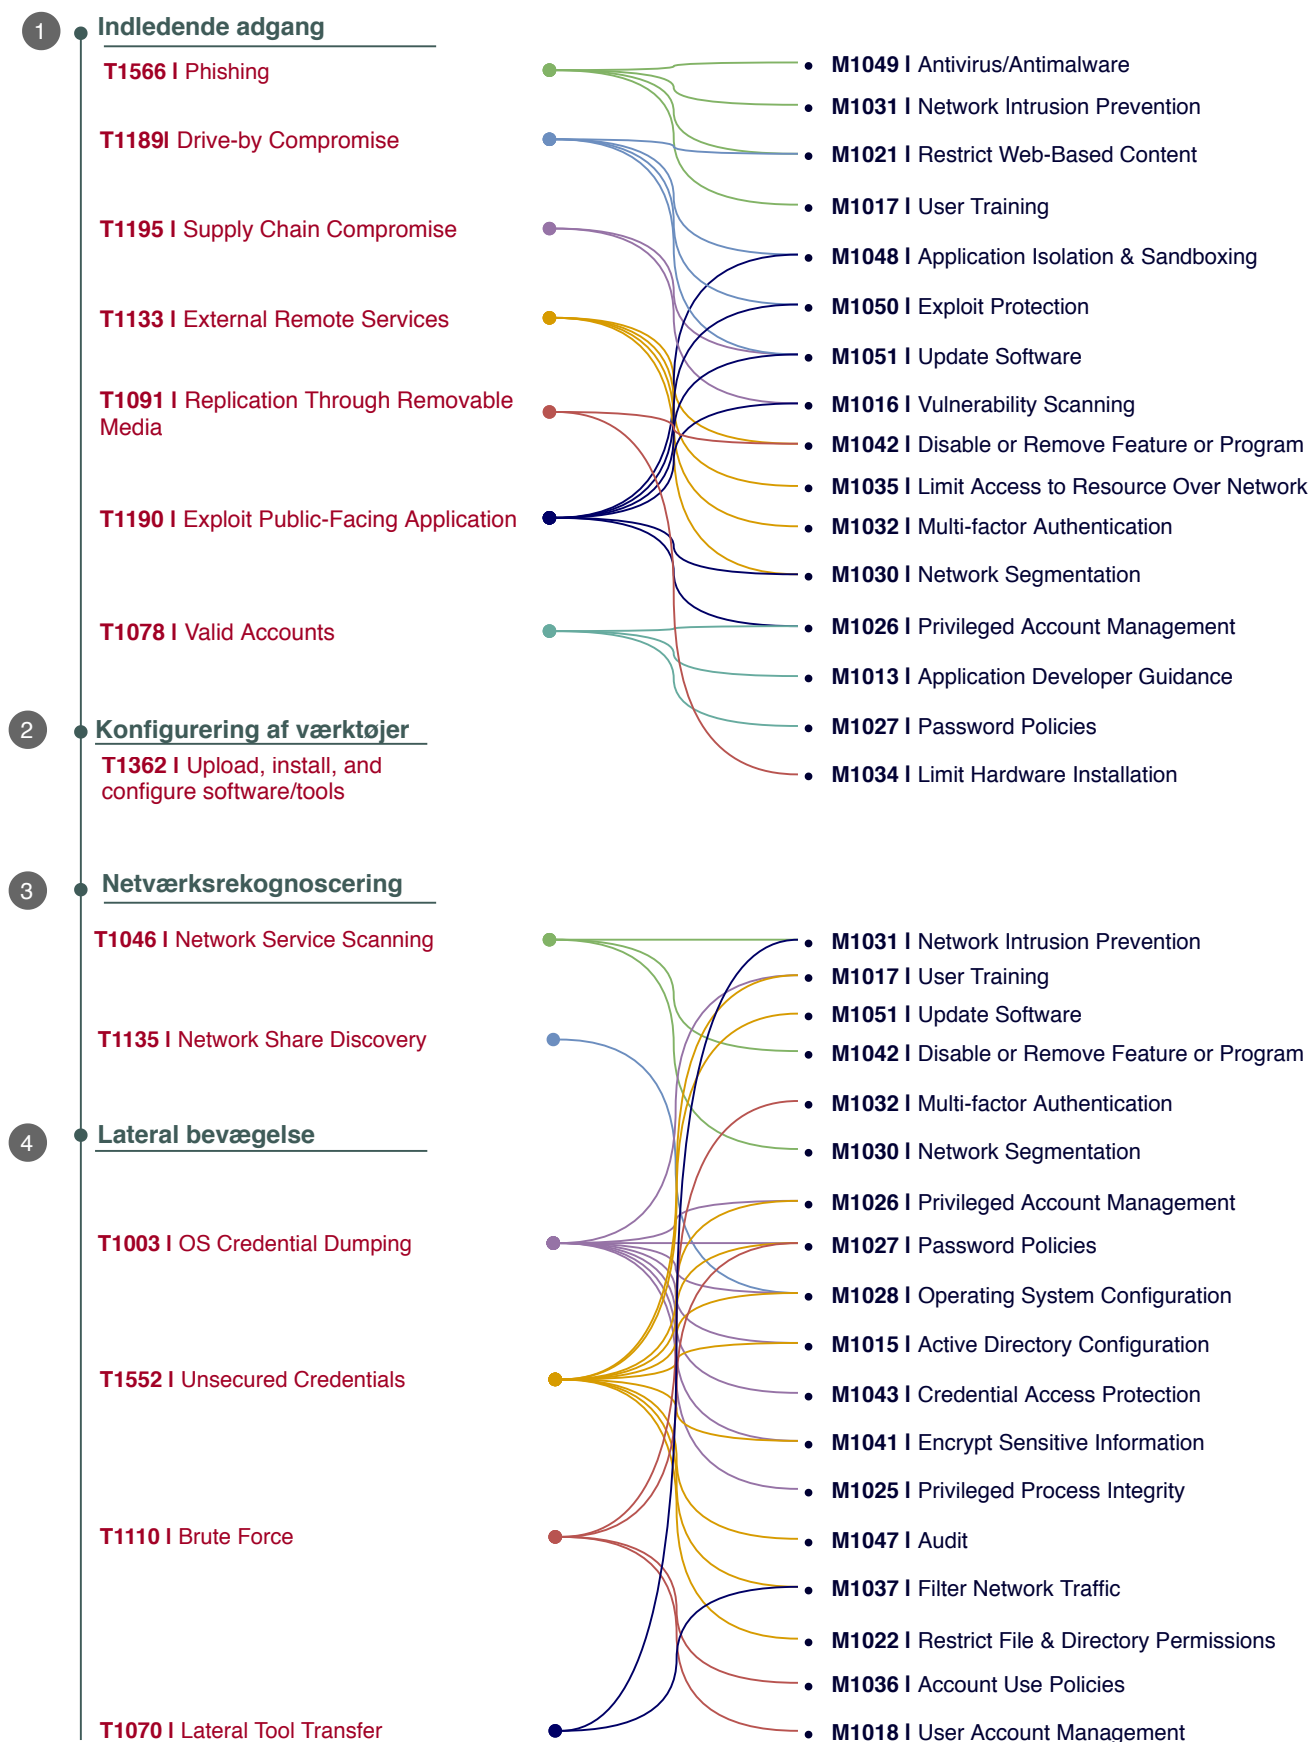 1
Indledende adgang
T1566 | Phishing
T1189| Drive-by Compromise
T1195 | Supply Chain Compromise
T1133 | External Remote Services
T1091 | Replication Through Removable
Media
T1190 | Exploit Public-Facing Application
T1078 | Valid Accounts
M1049 | Antivirus/Antimalware
M1031 | Network Intrusion Prevention
M1021 | Restrict Web-Based Content
M1017 | User Training
M1048 | Application Isolation & Sandboxing
M1050 | Exploit Protection
M1051 | Update Software
M1016 | Vulnerability Scanning
M1042 | Disable or Remove Feature or Program
M1035 | Limit Access to Resource Over Network
M1032 | Multi-factor Authentication
M1030 | Network Segmentation
M1026 | Privileged Account Management
M1013 | Application Developer Guidance
M1027 | Password Policies
M1034 | Limit Hardware Installation
2
Konfigurering af værktøjer
T1362 | Upload, install, and
configure software/tools
3
Netværksrekognoscering
T1046 | Network Service Scanning
T1135 | Network Share Discovery
4
Lateral bevægelse
T1003 | OS Credential Dumping
T1552 | Unsecured Credentials
T1110 | Brute Force
T1070 | Lateral Tool Transfer
M1031 | Network Intrusion Prevention
M1017 | User Training
M1051 | Update Software
M1042 | Disable or Remove Feature or Program
M1032 | Multi-factor Authentication
M1030 | Network Segmentation
M1026 | Privileged Account Management
M1027 | Password Policies
M1028 | Operating System Configuration
M1015 | Active Directory Configuration
M1043 | Credential Access Protection
M1041 | Encrypt Sensitive Information
M1025 | Privileged Process Integrity
M1047 | Audit
M1037 | Filter Network Traffic
M1022 | Restrict File & Directory Permissions
M1036 | Account Use Policies
M1018 | User Account Management